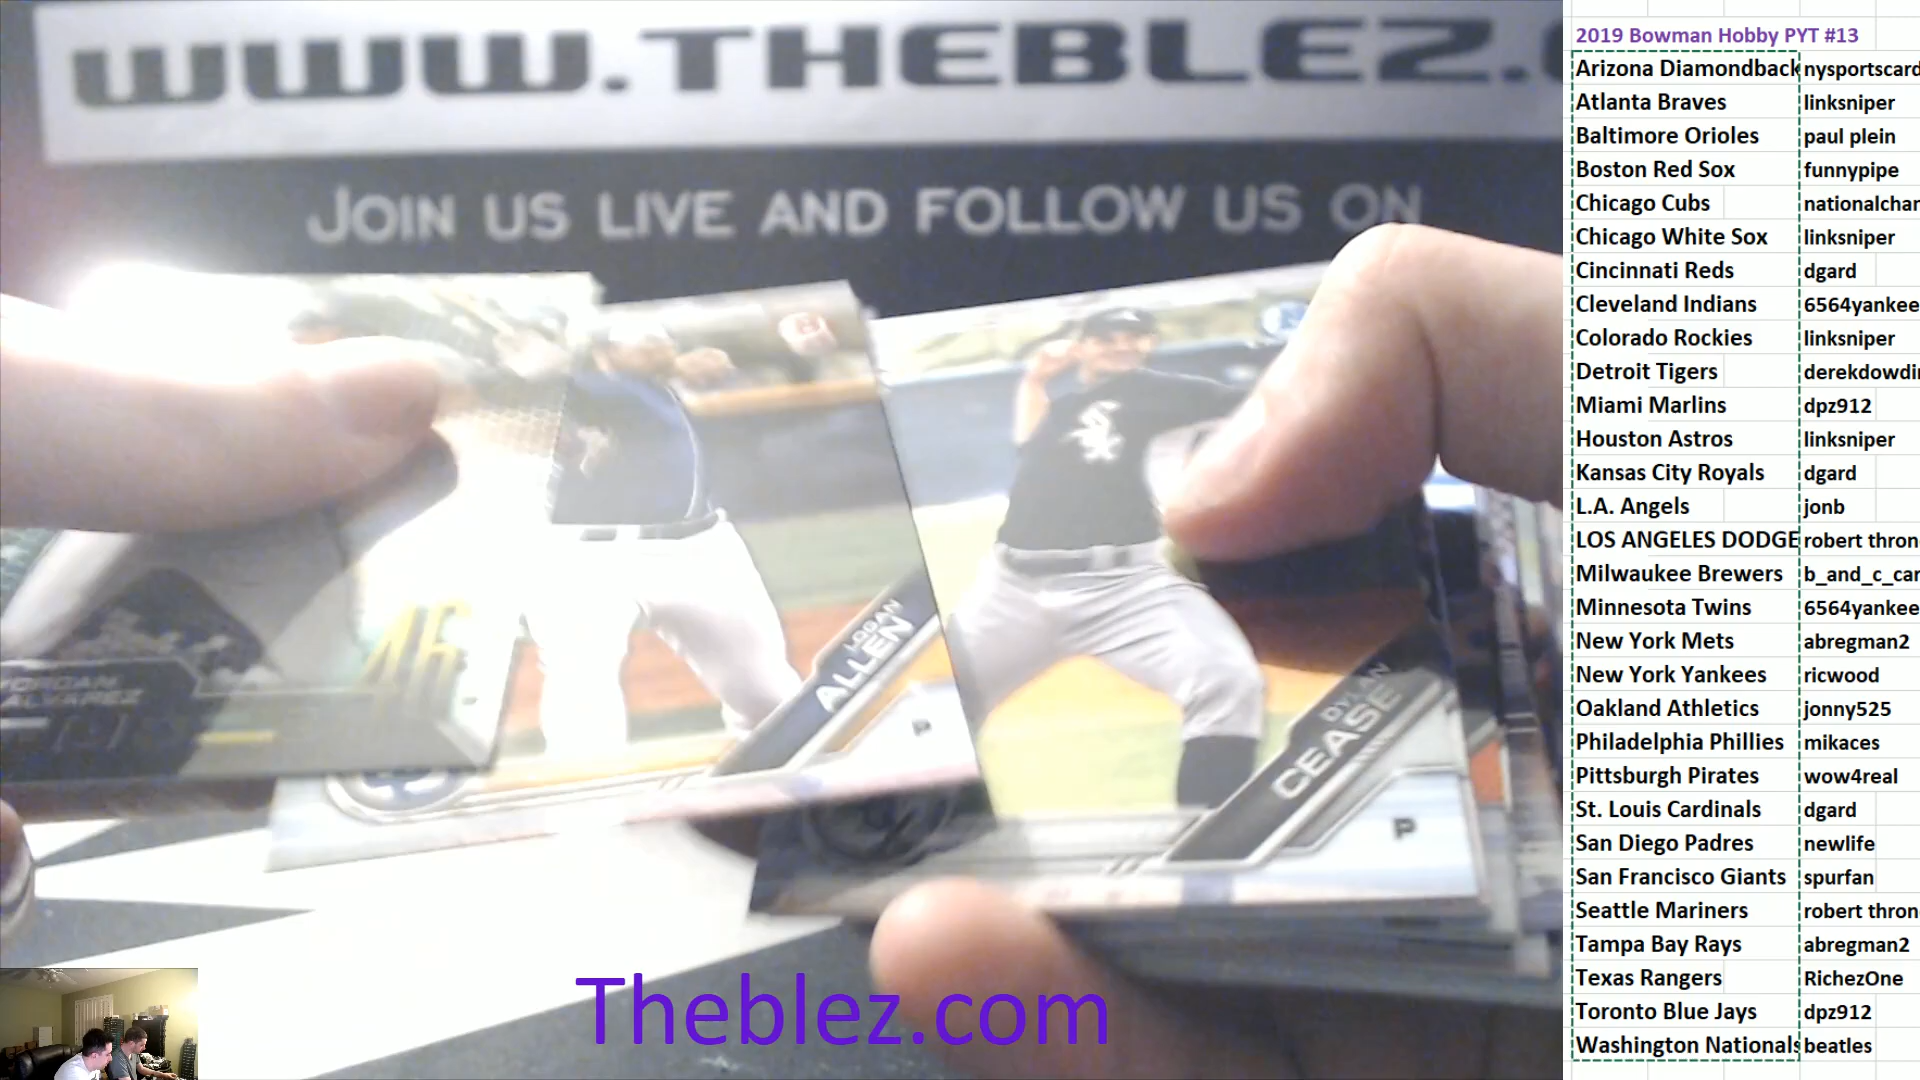 WWW.THEBLEZ.
JOIN US LIVE AND FOLLOW US ON
LOGAN
ALLEN
P
DYLAN
CEASE
P
46
ALVAREZ
Theblez.com
2019 Bowman Hobby PYT #13
Arizona Diamondback nysportscard
Atlanta Braves linksniper
Baltimore Orioles paul plein
Boston Red Sox funnypipe
Chicago Cubs nationalchar
Chicago White Sox linksniper
Cincinnati Reds dgard
Cleveland Indians 6564yankee
Colorado Rockies linksniper
Detroit Tigers derekdowdin
Miami Marlins dpz912
Houston Astros linksniper
Kansas City Royals dgard
L.A. Angels jonb
LOS ANGELES DODGE robert thron
Milwaukee Brewers b_and_c_car
Minnesota Twins 6564yankee
New York Mets abregman2
New York Yankees ricwood
Oakland Athletics jonny525
Philadelphia Phillies mikaces
Pittsburgh Pirates wow4real
St. Louis Cardinals dgard
San Diego Padres newlife
San Francisco Giants spurfan
Seattle Mariners robert thron
Tampa Bay Rays abregman2
Texas Rangers RichezOne
Toronto Blue Jays dpz912
Washington Nationals beatles